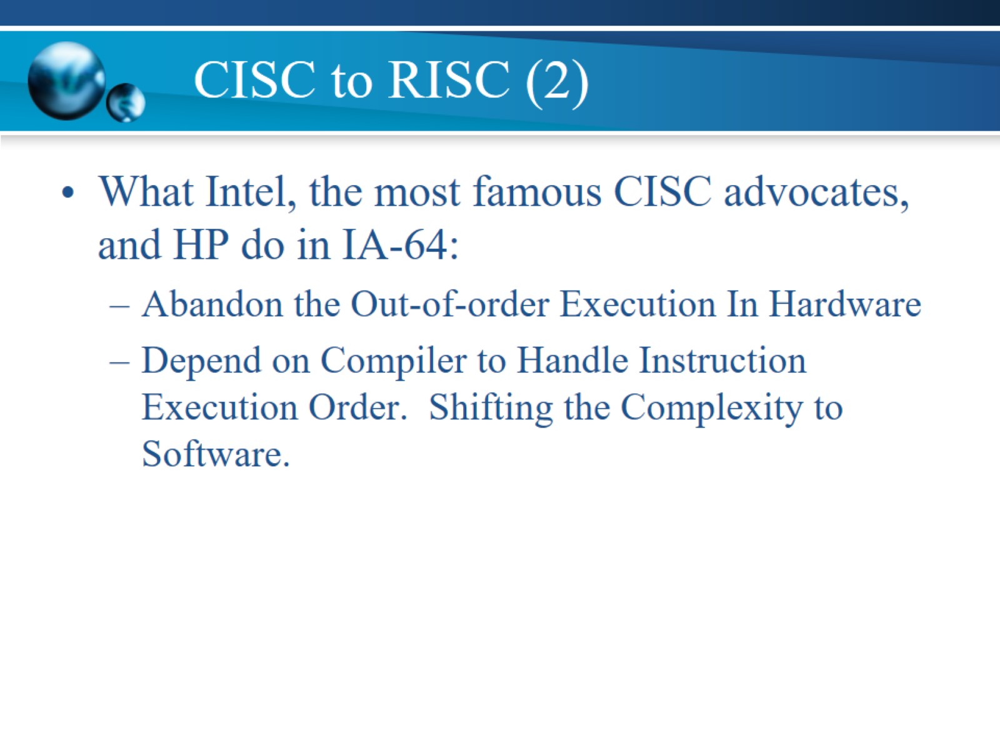 CISC to RISC (2)
• What Intel, the most famous CISC advocates,
and HP do in IA-64:
– Abandon the Out-of-order Execution In Hardware
– Depend on Compiler to Handle Instruction
Execution Order.  Shifting the Complexity to
Software.